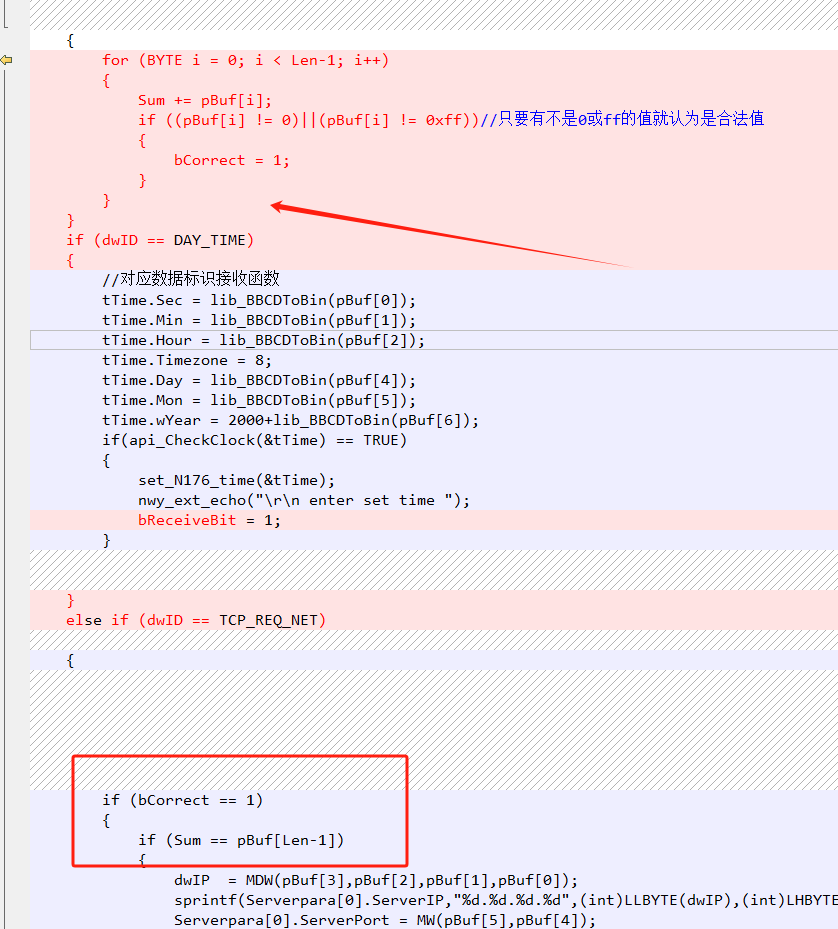 {
for (BYTE i = 0; i < Len-1; i++)
{
Sum += pBuf[i];
if ((pBuf[i] != 0)||(pBuf[i] != 0xff))//只要有不是0或ff的值就认为是合法值
{
bCorrect = 1;
}
}
}
if (dwID == DAY_TIME)
{
//对应数据标识接收函数
tTime.Sec = lib_BBCDToBin(pBuf[0]);
tTime.Min = lib_BBCDToBin(pBuf[1]);
tTime.Hour = lib_BBCDToBin(pBuf[2]);
tTime.Timezone = 8;
tTime.Day = lib_BBCDToBin(pBuf[4]);
tTime.Mon = lib_BBCDToBin(pBuf[5]);
tTime.wYear = 2000+lib_BBCDToBin(pBuf[6]);
if(api_CheckClock(&tTime) == TRUE)
{
set_N176_time(&tTime);
nwy_ext_echo("\r\n enter set time ");
bReceiveBit = 1;
}
}
else if (dwID == TCP_REQ_NET)
{
if (bCorrect == 1)
{
if (Sum == pBuf[Len-1])
{
dwIP  = MDW(pBuf[3],pBuf[2],pBuf[1],pBuf[0]);
sprintf(Serverpara[0].ServerIP,"%d.%d.%d.%d",(int)LLBYTE(dwIP),(int)LHBYTE
Serverpara[0].ServerPort = MW(pBuf[5],pBuf[4]);